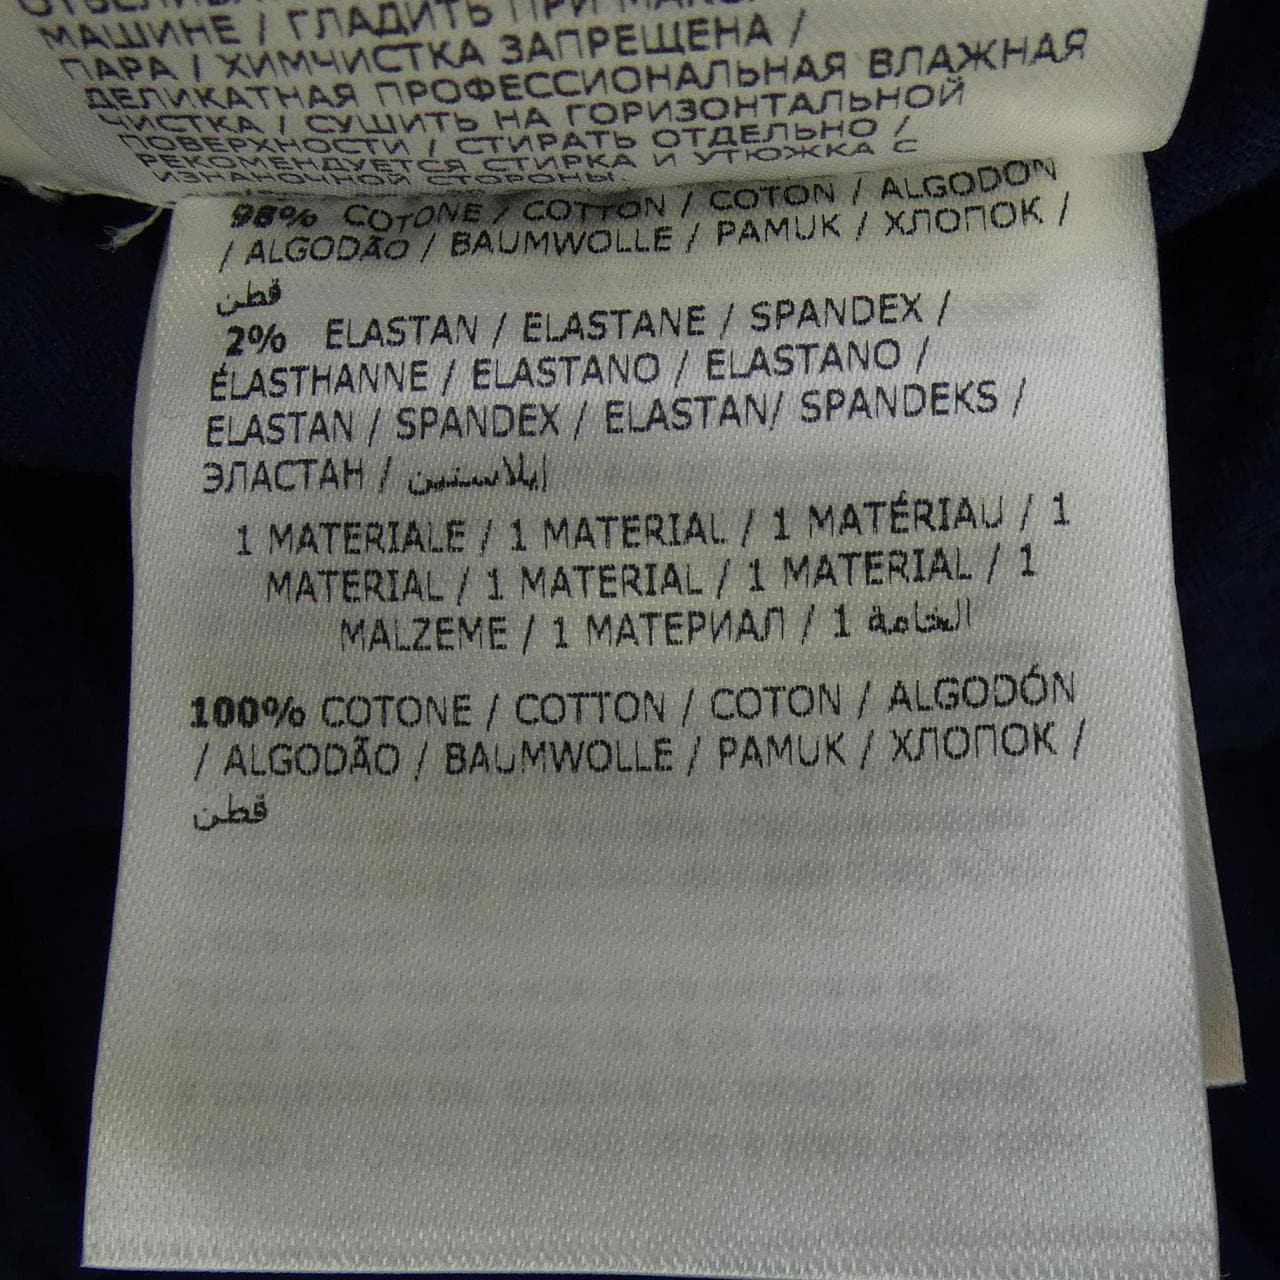 МАШИНЕ / ГЛАДИТЬ ПРИ
ПАРА / ХИМЧИСТКА ЗАПРЕЩЕНА /
ДЕЛИКАТНАЯ ПРОФЕССИОНАЛЬНАЯ ВЛАЖНАЯ
ЧИСТКА / СУШИТЬ НА ГОРИЗОНТАЛЬНОЙ
ПОВЕРХНОСТИ / СТИРАТЬ ОТДЕЛЬНО /
РЕКОМЕНДУЕТСЯ СТИРКА И УТЮЖКА С
ИЗНАНОЧНОЙ СТОРОНЫ.
98% COTONE / COTTON / COTON / ALGODÓN
/ ALGODÃO / BAUMWOLLE / PAMUK / ХЛОПОК /
قطن
2% ELASTAN / ELASTANE / SPANDEX /
ÉLASTHANNE / ELASTANO / ELASTANO /
ELASTAN / SPANDEX / ELASTAN/ SPANDEKS /
ЭЛАСТАН / إيلاستين
1 MATERIALE / 1 MATERIAL / 1 MATÉRIAU / 1
MATERIAL / 1 MATERIAL / 1 MATERIAL / 1
MALZEME / 1 МАТЕРИАЛ / 1 الخامة
100% COTONE / COTTON / COTON / ALGODÓN
/ ALGODÃO / BAUMWOLLE / PAMUK / ХЛОПОК /
قطن